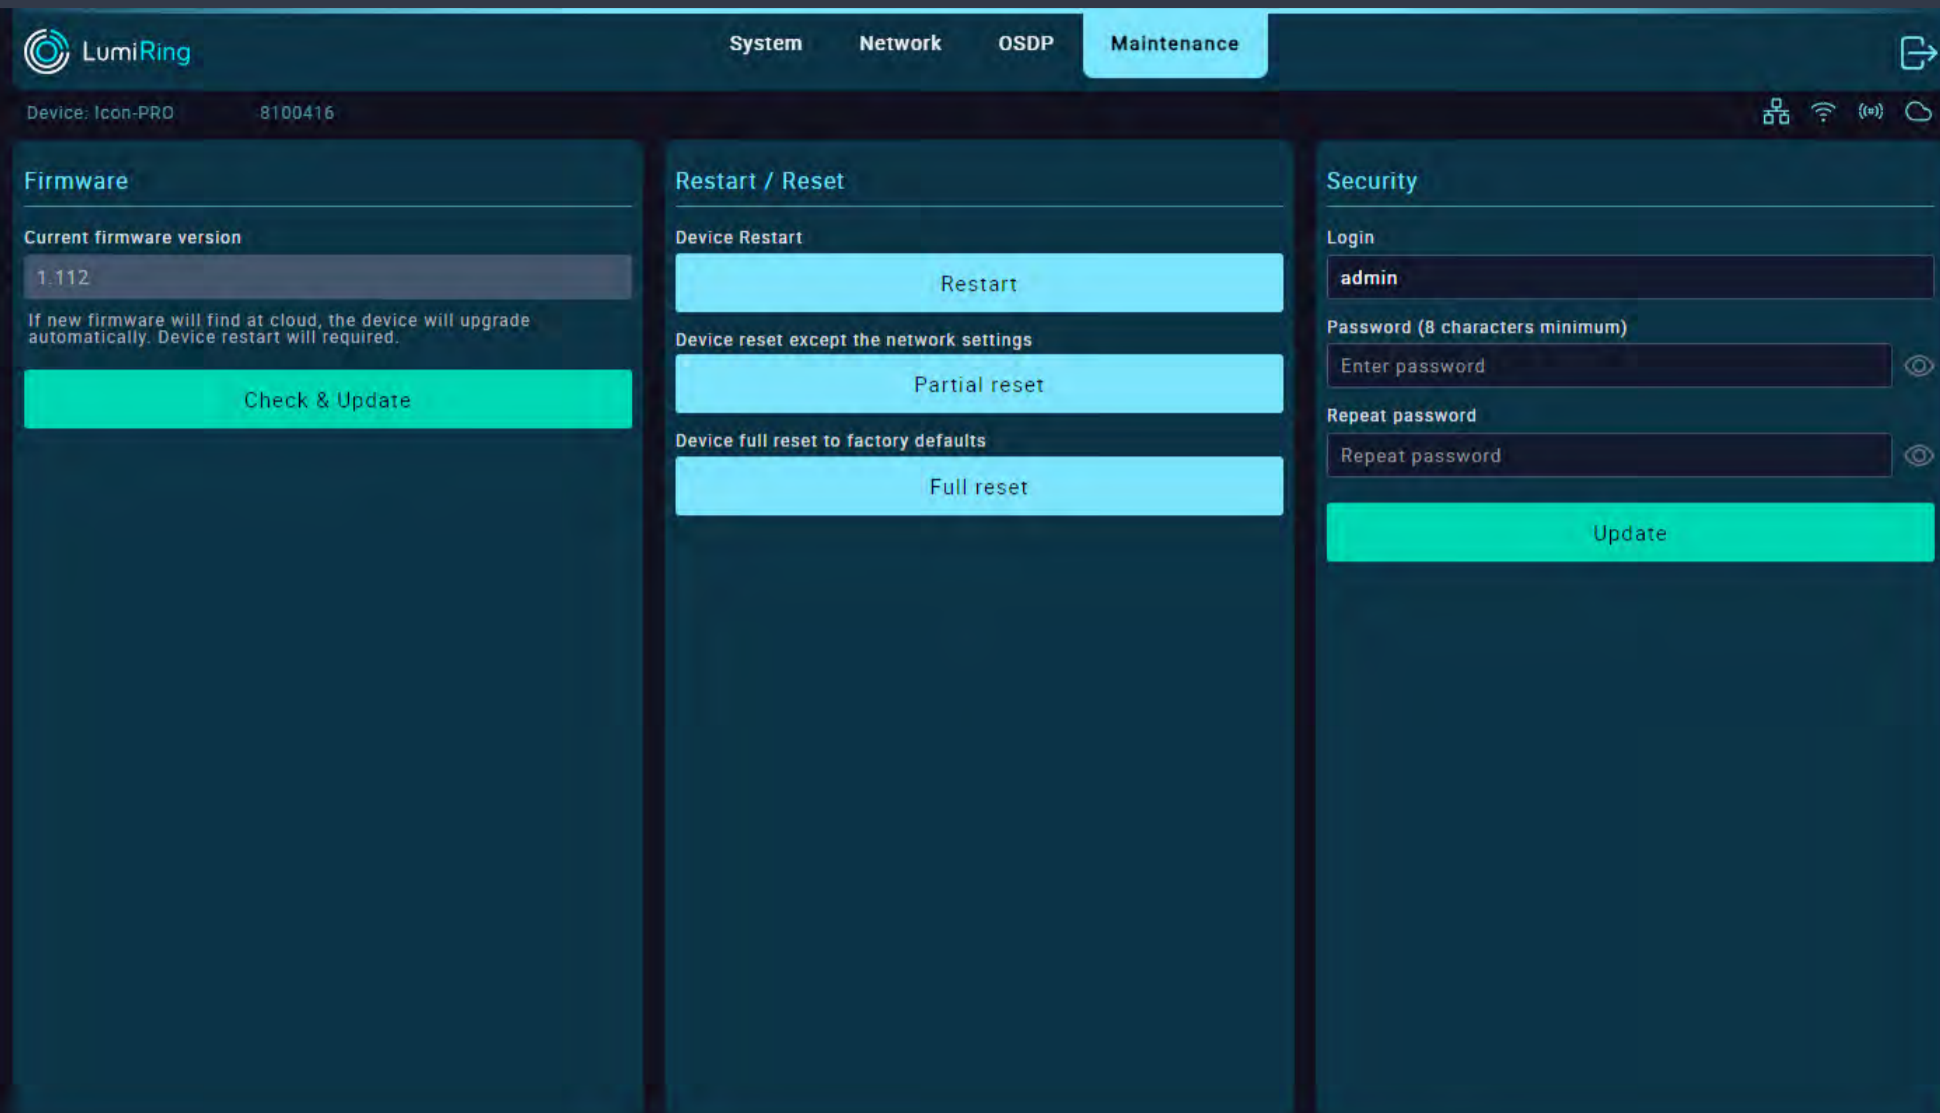 LumiRing
System Network OSDP Maintenance
Device: Icon-PRO 8100416
Firmware
Current firmware version
1.112
If new firmware will find at cloud, the device will upgrade
automatically. Device restart will required.
Check & Update
Restart / Reset
Device Restart
Restart
Device reset except the network settings
Partial reset
Device full reset to factory defaults
Full reset
Security
Login
admin
Password (8 characters minimum)
Enter password
Repeat password
Repeat password
Update